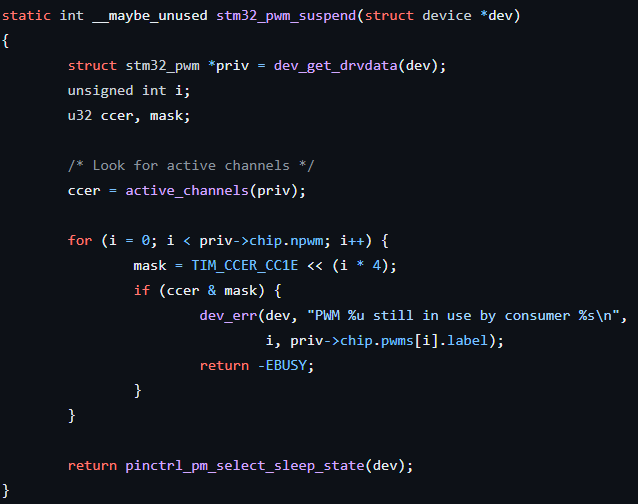 static int __maybe_unused stm32_pwm_suspend(struct device *dev)
{
        struct stm32_pwm *priv = dev_get_drvdata(dev);
        unsigned int i;
        u32 ccer, mask;

        /* Look for active channels */
        ccer = active_channels(priv);

        for (i = 0; i < priv->chip.npwm; i++) {
                mask = TIM_CCER_CC1E << (i * 4);
                if (ccer & mask) {
                        dev_err(dev, "PWM %u still in use by consumer %s\n",
                                i, priv->chip.pwms[i].label);
                        return -EBUSY;
                }
        }

        return pinctrl_pm_select_sleep_state(dev);
}